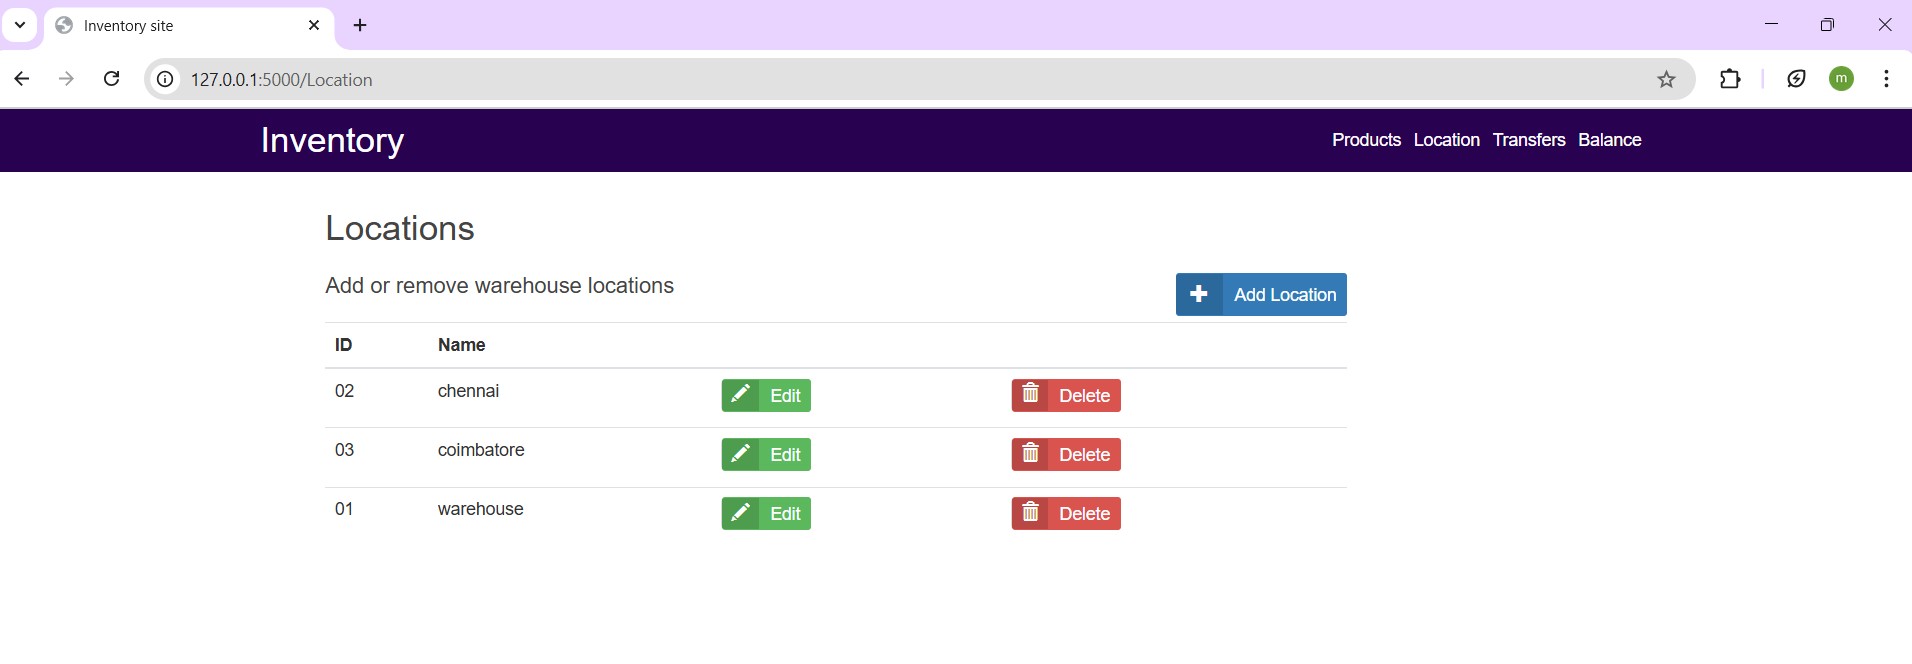 Inventory site
127.0.0.1:5000/Location
m
Inventory
Products Location Transfers Balance
Locations
Add or remove warehouse locations
Add Location
ID Name
02 chennai Edit Delete
03 coimbatore Edit Delete
01 warehouse Edit Delete